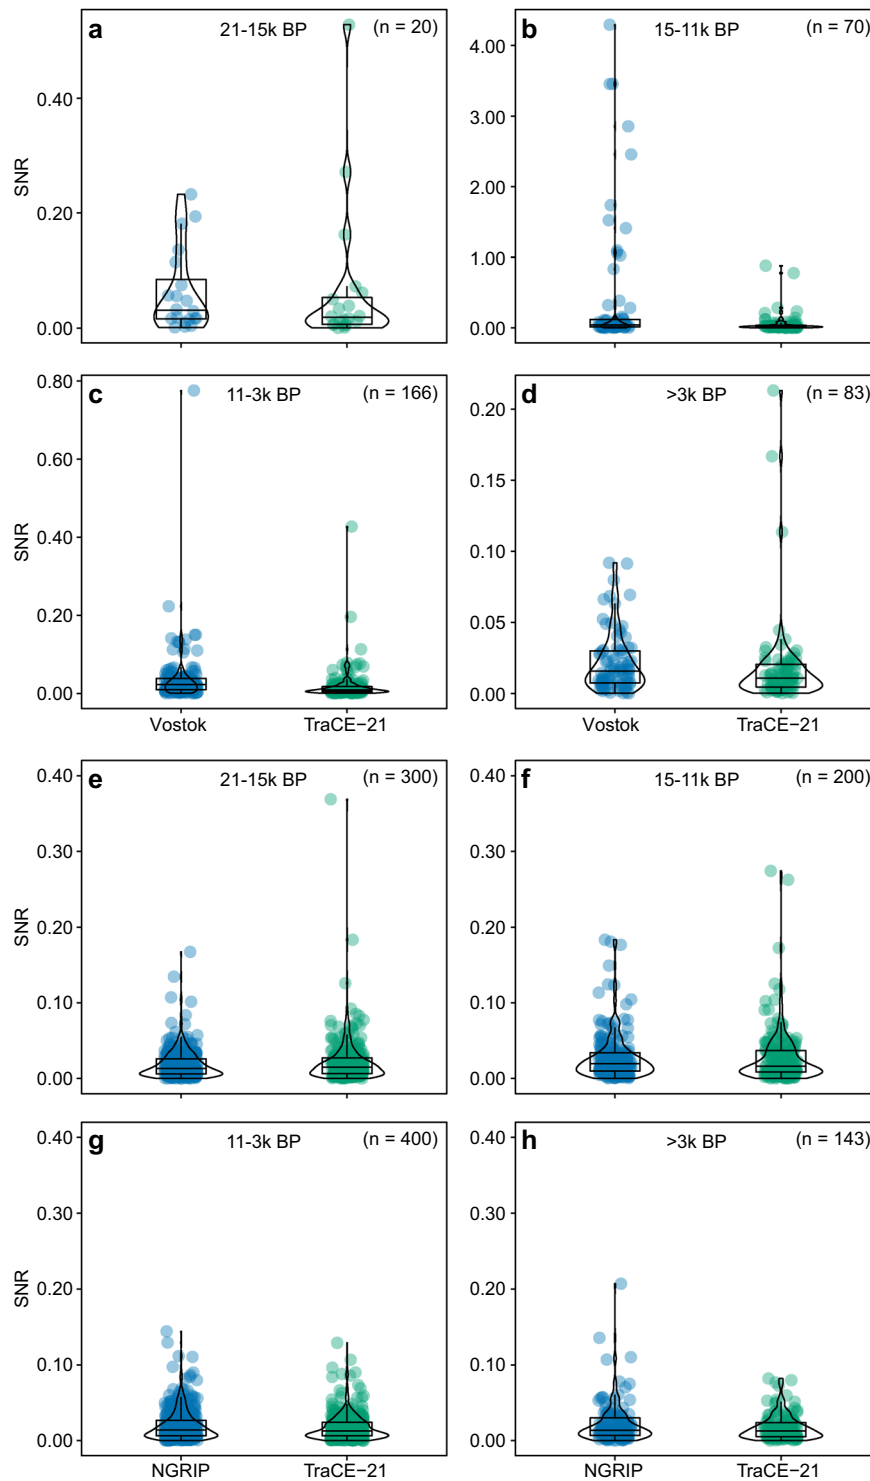 a 21-15k BP (n = 20)
b 15-11k BP (n = 70)
SNR
0.40
0.20
0.00
4.00
3.00
2.00
1.00
0.00
c 11-3k BP (n = 166)
d >3k BP (n = 83)
SNR
0.80
0.60
0.40
0.20
0.00
0.20
0.15
0.10
0.05
0.00
Vostok TraCE−21
Vostok TraCE−21
e 21-15k BP (n = 300)
f 15-11k BP (n = 200)
SNR
0.40
0.30
0.20
0.10
0.00
0.40
0.30
0.20
0.10
0.00
g 11-3k BP (n = 400)
h >3k BP (n = 143)
SNR
0.40
0.30
0.20
0.10
0.00
0.40
0.30
0.20
0.10
0.00
NGRIP TraCE−21
NGRIP TraCE−21